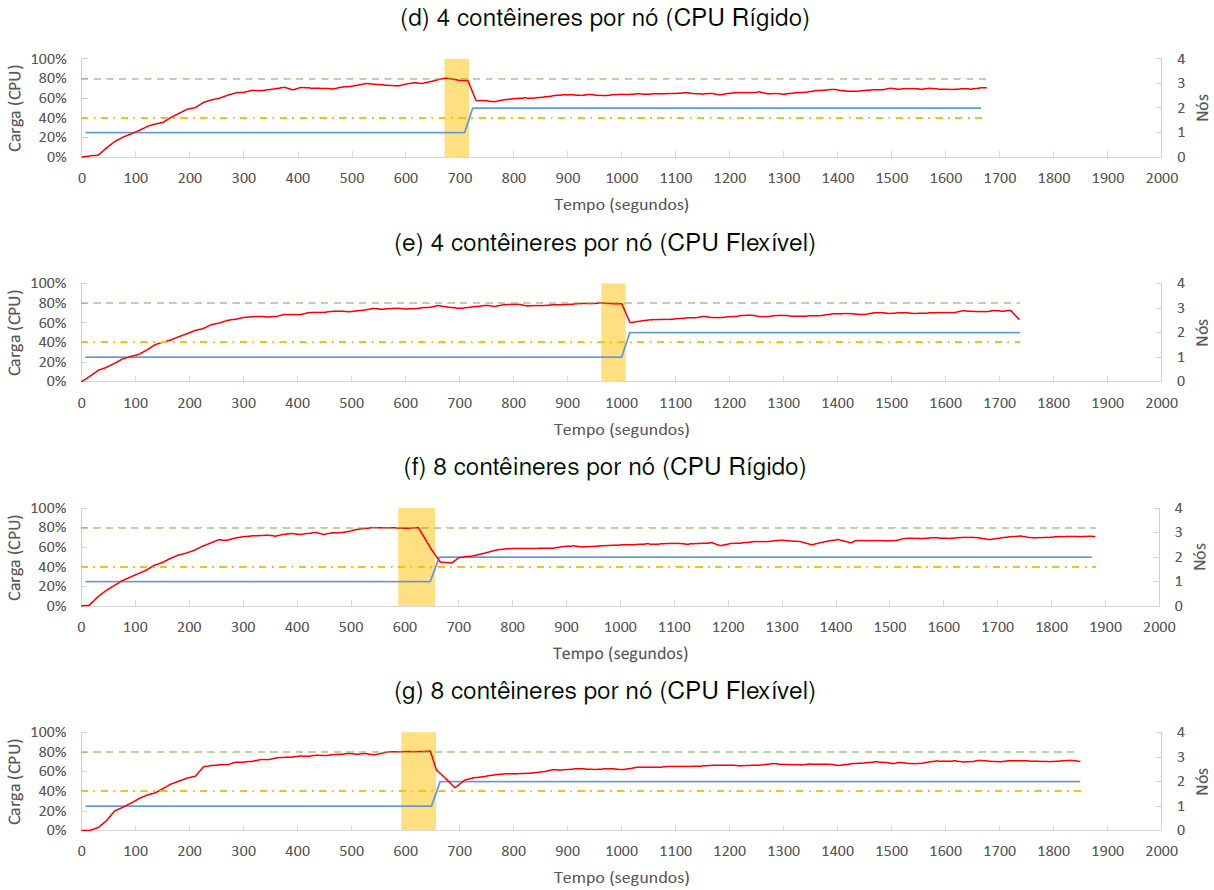 (d) 4 contêineres por nó (CPU Rígido)
Carga (CPU)
100%
80%
60%
40%
20%
0%
4
3
2
1
0
Nós
0 100 200 300 400 500 600 700 800 900 1000 1100 1200 1300 1400 1500 1600 1700 1800 1900 2000
Tempo (segundos)
(e) 4 contêineres por nó (CPU Flexível)
Carga (CPU)
100%
80%
60%
40%
20%
0%
4
3
2
1
0
Nós
0 100 200 300 400 500 600 700 800 900 1000 1100 1200 1300 1400 1500 1600 1700 1800 1900 2000
Tempo (segundos)
(f) 8 contêineres por nó (CPU Rígido)
Carga (CPU)
100%
80%
60%
40%
20%
0%
4
3
2
1
0
Nós
0 100 200 300 400 500 600 700 800 900 1000 1100 1200 1300 1400 1500 1600 1700 1800 1900 2000
Tempo (segundos)
(g) 8 contêineres por nó (CPU Flexível)
Carga (CPU)
100%
80%
60%
40%
20%
0%
4
3
2
1
0
Nós
0 100 200 300 400 500 600 700 800 900 1000 1100 1200 1300 1400 1500 1600 1700 1800 1900 2000
Tempo (segundos)